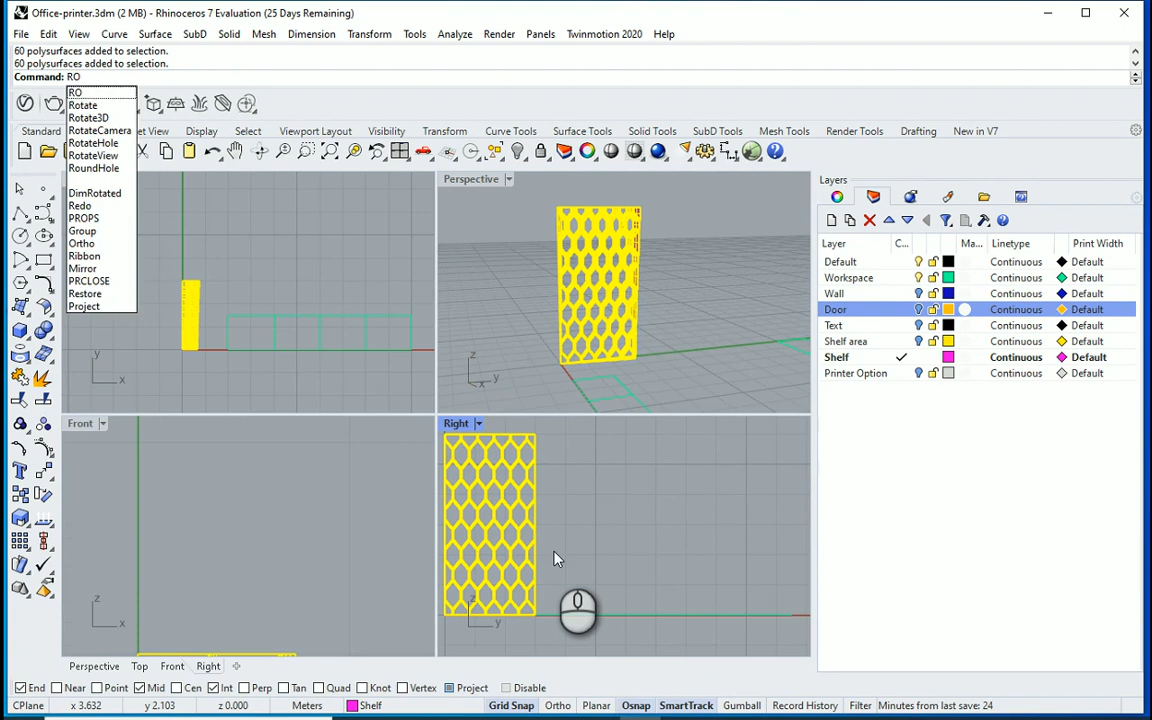 Office-printer.3dm (2 MB) - Rhinoceros 7 Evaluation (25 Days Remaining)
File Edit View Curve Surface SubD Solid Mesh Dimension Transform Tools Analyze Render Panels Twinmotion 2020 Help
60 polysurfaces added to selection.
60 polysurfaces added to selection.
Command: RO
RO
Rotate
Rotate3D
RotateCamera
RotateHole
RotateView
RoundHole
DimRotated
Redo
PROPS
Group
Ortho
Ribbon
Mirror
PRCLOSE
Restore
Project
Standard et View Display Select Viewport Layout Visibility Transform Curve Tools Surface Tools Solid Tools SubD Tools Mesh Tools Render Tools Drafting New in V7
Perspective
z
x y
y
x
Front
z
x
Right
z
y
Layers
Layer C... Ma... Linetype Print Width
Default Continuous Default
Workspace Continuous Default
Wall Continuous Default
Door Continuous Default
Text Continuous Default
Shelf area Continuous Default
Shelf Continuous Default
Printer Option Continuous Default
Perspective Top Front Right
End Near Point Mid Cen Int Perp Tan Quad Knot Vertex Project Disable
CPlane x 3.632 y 2.103 z 0.000 Meters Shelf Grid Snap Ortho Planar Osnap SmartTrack Gumball Record History Filter Minutes from last save: 24